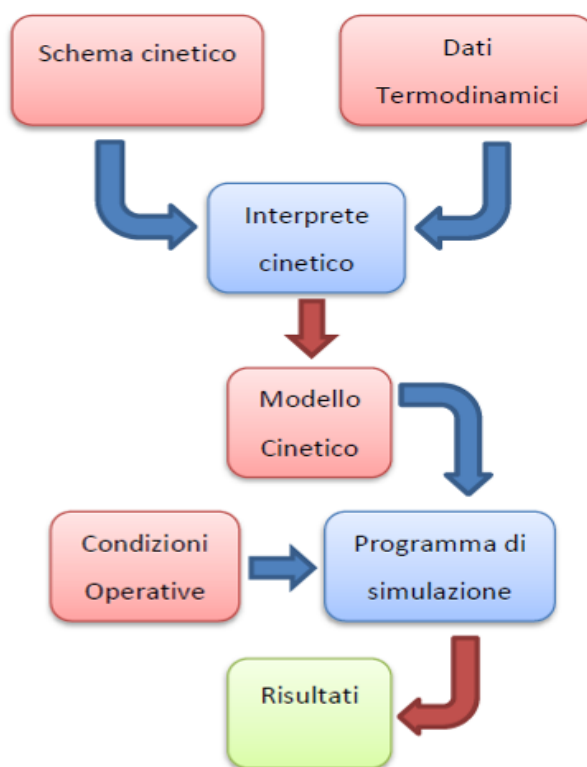 Schema cinetico
Dati
Termodinamici
Interprete
cinetico
Modello
Cinetico
Condizioni
Operative
Programma di
simulazione
Risultati